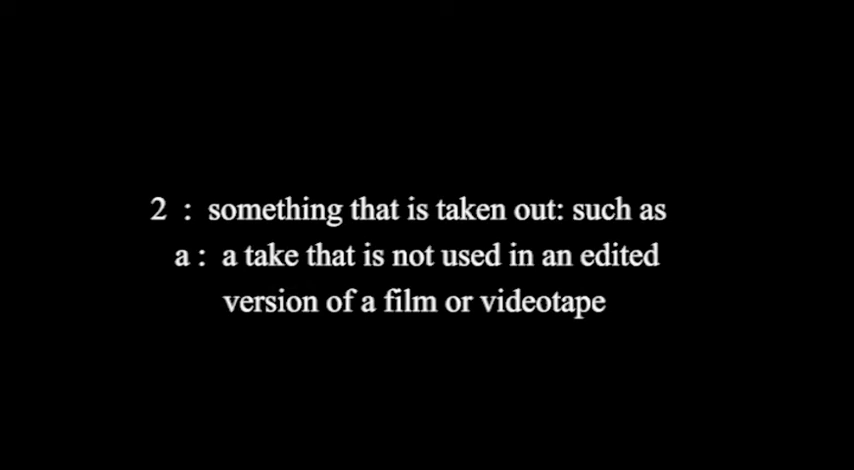 2 : something that is taken out: such as
a : a take that is not used in an edited
version of a film or videotape